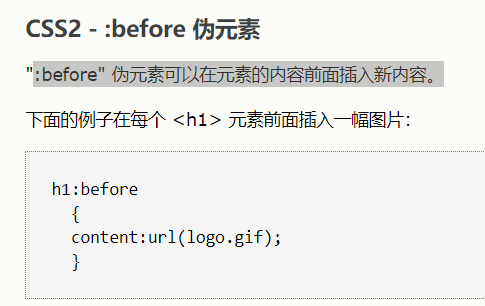 CSS2 - :before 伪元素
":before" 伪元素可以在元素的内容前面插入新内容。
下面的例子在每个 <h1> 元素前面插入一幅图片：
h1:before
{
content:url(logo.gif);
}